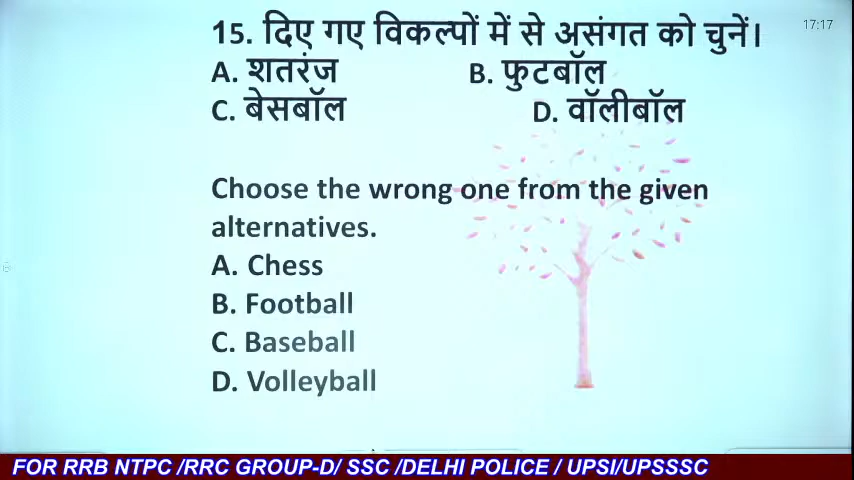 15. दिए गए विकल्पों में से असंगत को चुनें। 17:17
A. शतरंज B. फुटबॉल
C. बेसबॉल D. वॉलीबॉल
Choose the wrong one from the given
alternatives.
A. Chess
B. Football
C. Baseball
D. Volleyball
FOR RRB NTPC /RRC GROUP-D/ SSC /DELHI POLICE / UPSI/UPSSSC